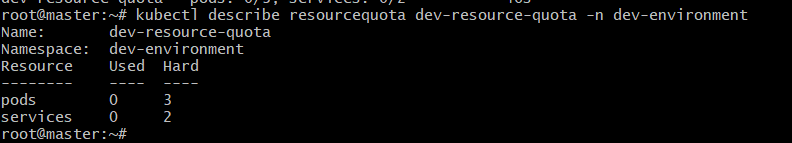 dev-resource-quota   pods: 0/3, services: 0/2
root@master:~# kubectl describe resourcequota dev-resource-quota -n dev-environment
Name:       dev-resource-quota
Namespace:  dev-environment
Resource    Used  Hard
--------    ----  ----
pods        0     3
services    0     2
root@master:~#